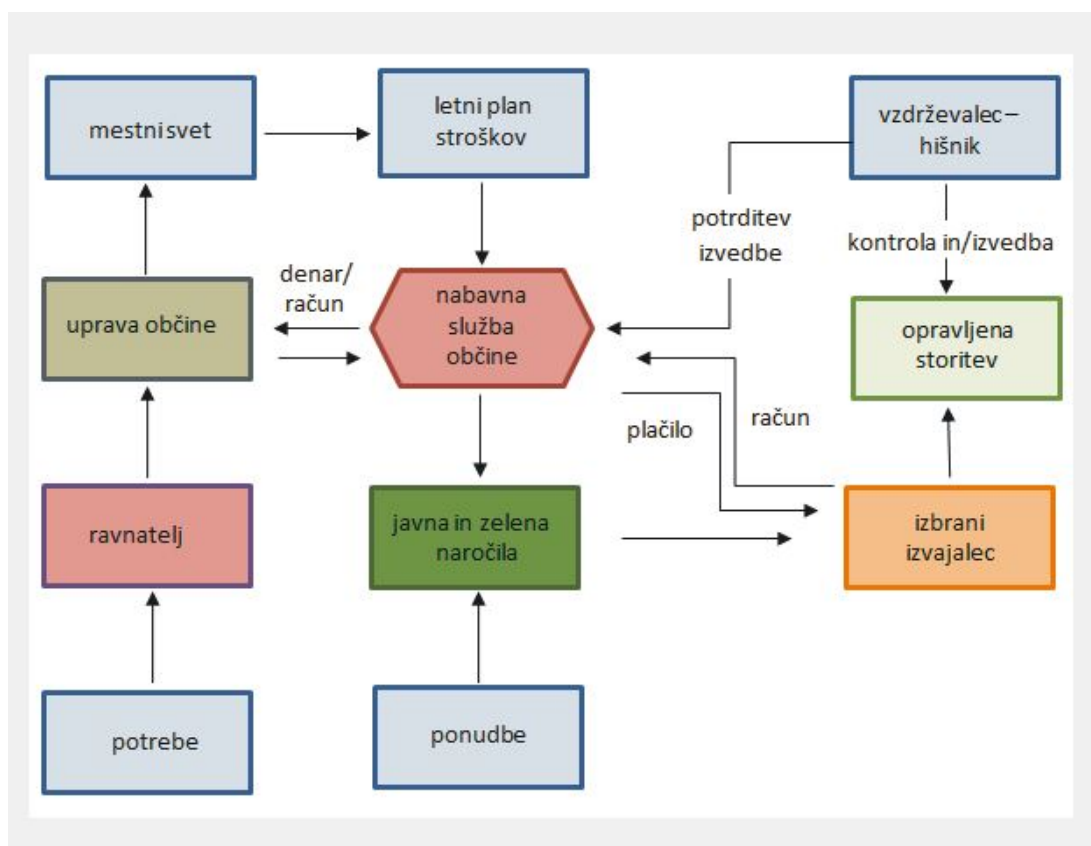 mestni svet
letni plan
stroškov
vzdrževalec –
hišnik
potrditev
izvedbe
kontrola in/izvedba
denar/
račun
uprava občine
nabavna
služba
občine
opravljena
storitev
plačilo
račun
ravnatelj
javna in zelena
naročila
izbrani
izvajalec
potrebe
ponudbe